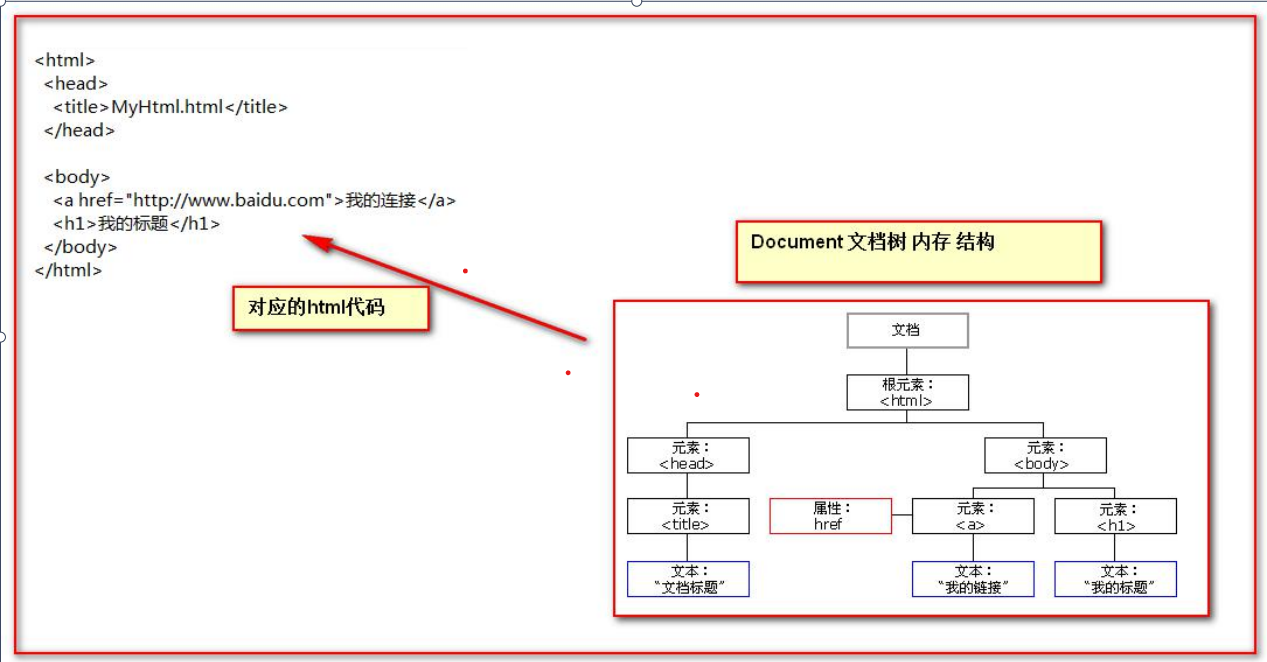 <html>
<head>
<title>MyHtml.html</title>
</head>
<body>
<a href="http://www.baidu.com">我的连接</a>
<h1>我的标题</h1>
</body>
</html>
对应的html代码
Document 文档树 内存 结构
文档
根元素：
<html>
元素：
<head>
元素：
<body>
元素：
<title>
属性：
href
元素：
<a>
元素：
<h1>
文本：
“文档标题”
文本：
“我的链接”
文本：
“我的标题”